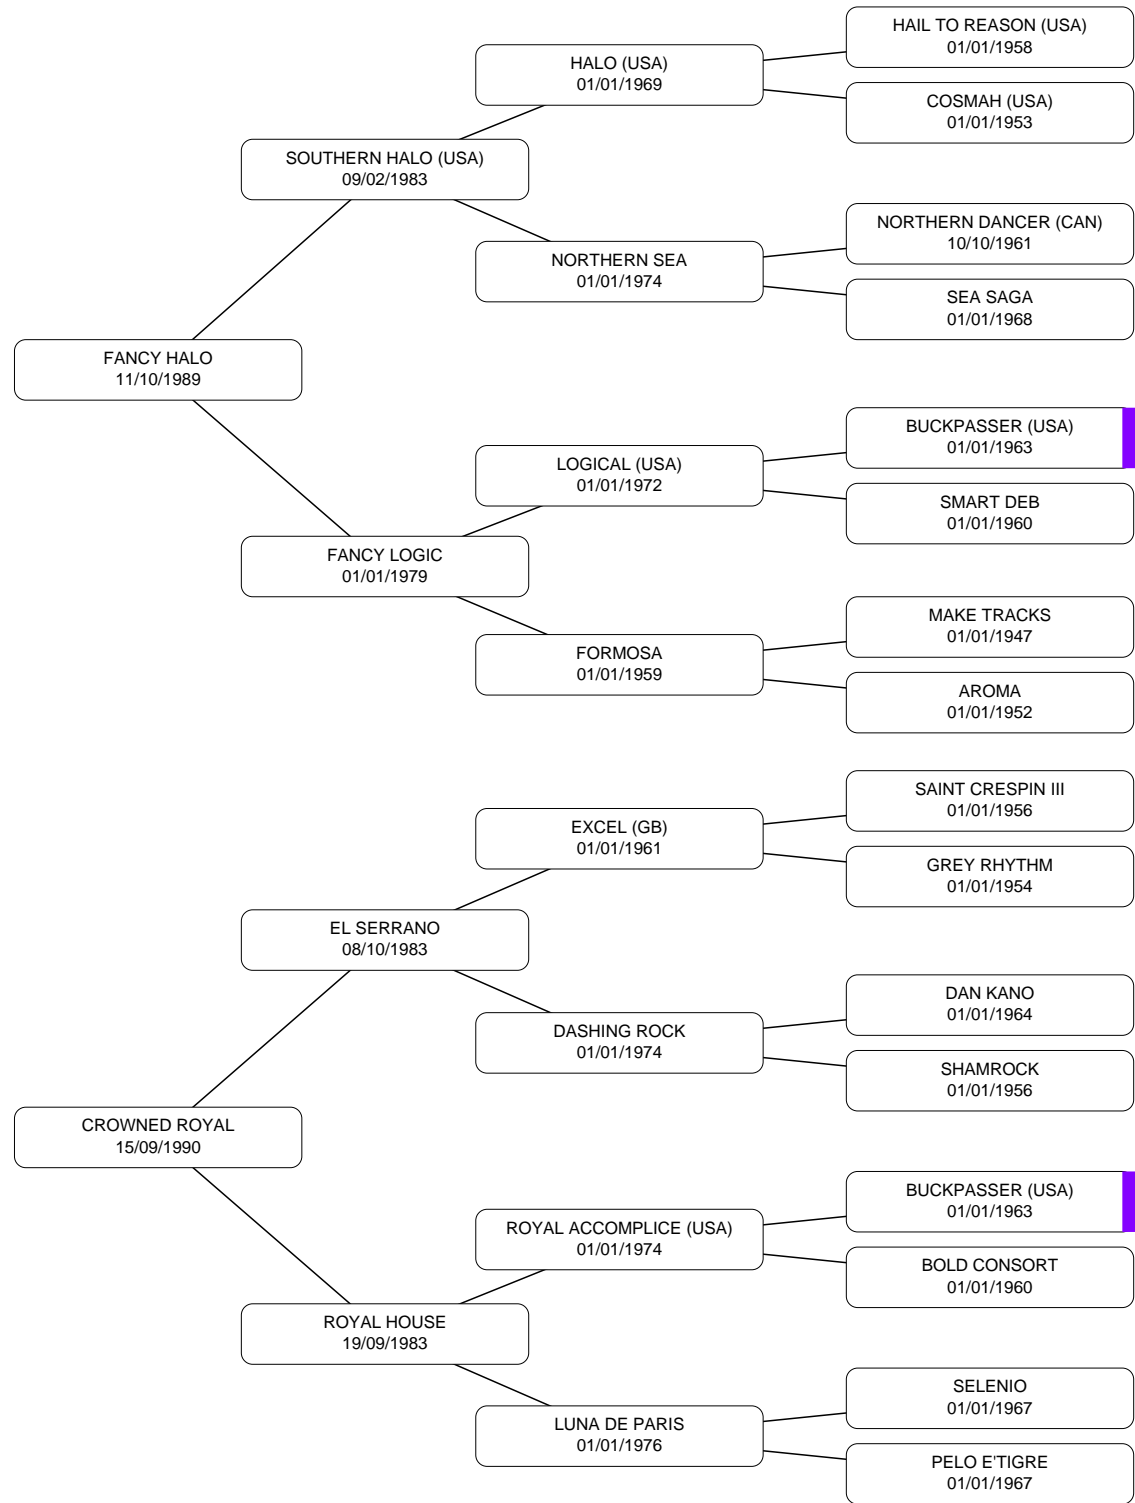 HAIL TO REASON (USA)
01/01/1958
HALO (USA)
01/01/1969
COSMAH (USA)
01/01/1953
SOUTHERN HALO (USA)
09/02/1983
NORTHERN DANCER (CAN)
10/10/1961
NORTHERN SEA
01/01/1974
SEA SAGA
01/01/1968
FANCY HALO
11/10/1989
BUCKPASSER (USA)
01/01/1963
LOGICAL (USA)
01/01/1972
SMART DEB
01/01/1960
FANCY LOGIC
01/01/1979
MAKE TRACKS
01/01/1947
FORMOSA
01/01/1959
AROMA
01/01/1952
SAINT CRESPIN III
01/01/1956
EXCEL (GB)
01/01/1961
GREY RHYTHM
01/01/1954
EL SERRANO
08/10/1983
DAN KANO
01/01/1964
DASHING ROCK
01/01/1974
SHAMROCK
01/01/1956
CROWNED ROYAL
15/09/1990
BUCKPASSER (USA)
01/01/1963
ROYAL ACCOMPLICE (USA)
01/01/1974
BOLD CONSORT
01/01/1960
ROYAL HOUSE
19/09/1983
SELENIO
01/01/1967
LUNA DE PARIS
01/01/1976
PELO E'TIGRE
01/01/1967